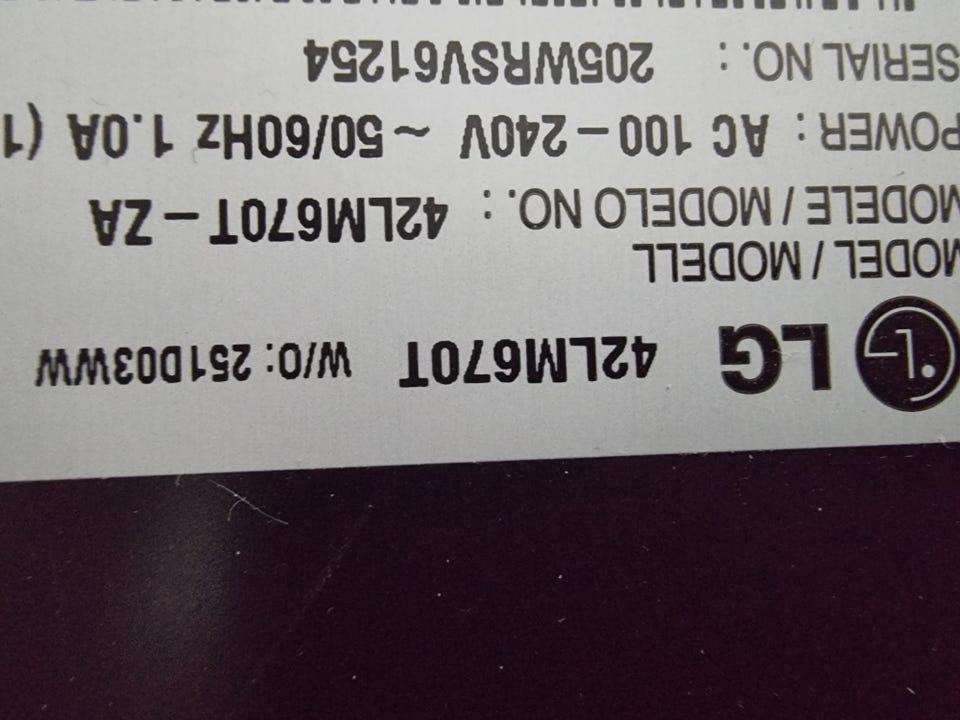 LG 42LM670T W/O: 251D03WW
MODEL / MODELL
MODELE / MODELO NO. : 42LM670T-ZA
POWER : AC 100-240V ~50/60Hz 1.0A (1
SERIAL NO. : 205WRSV61254